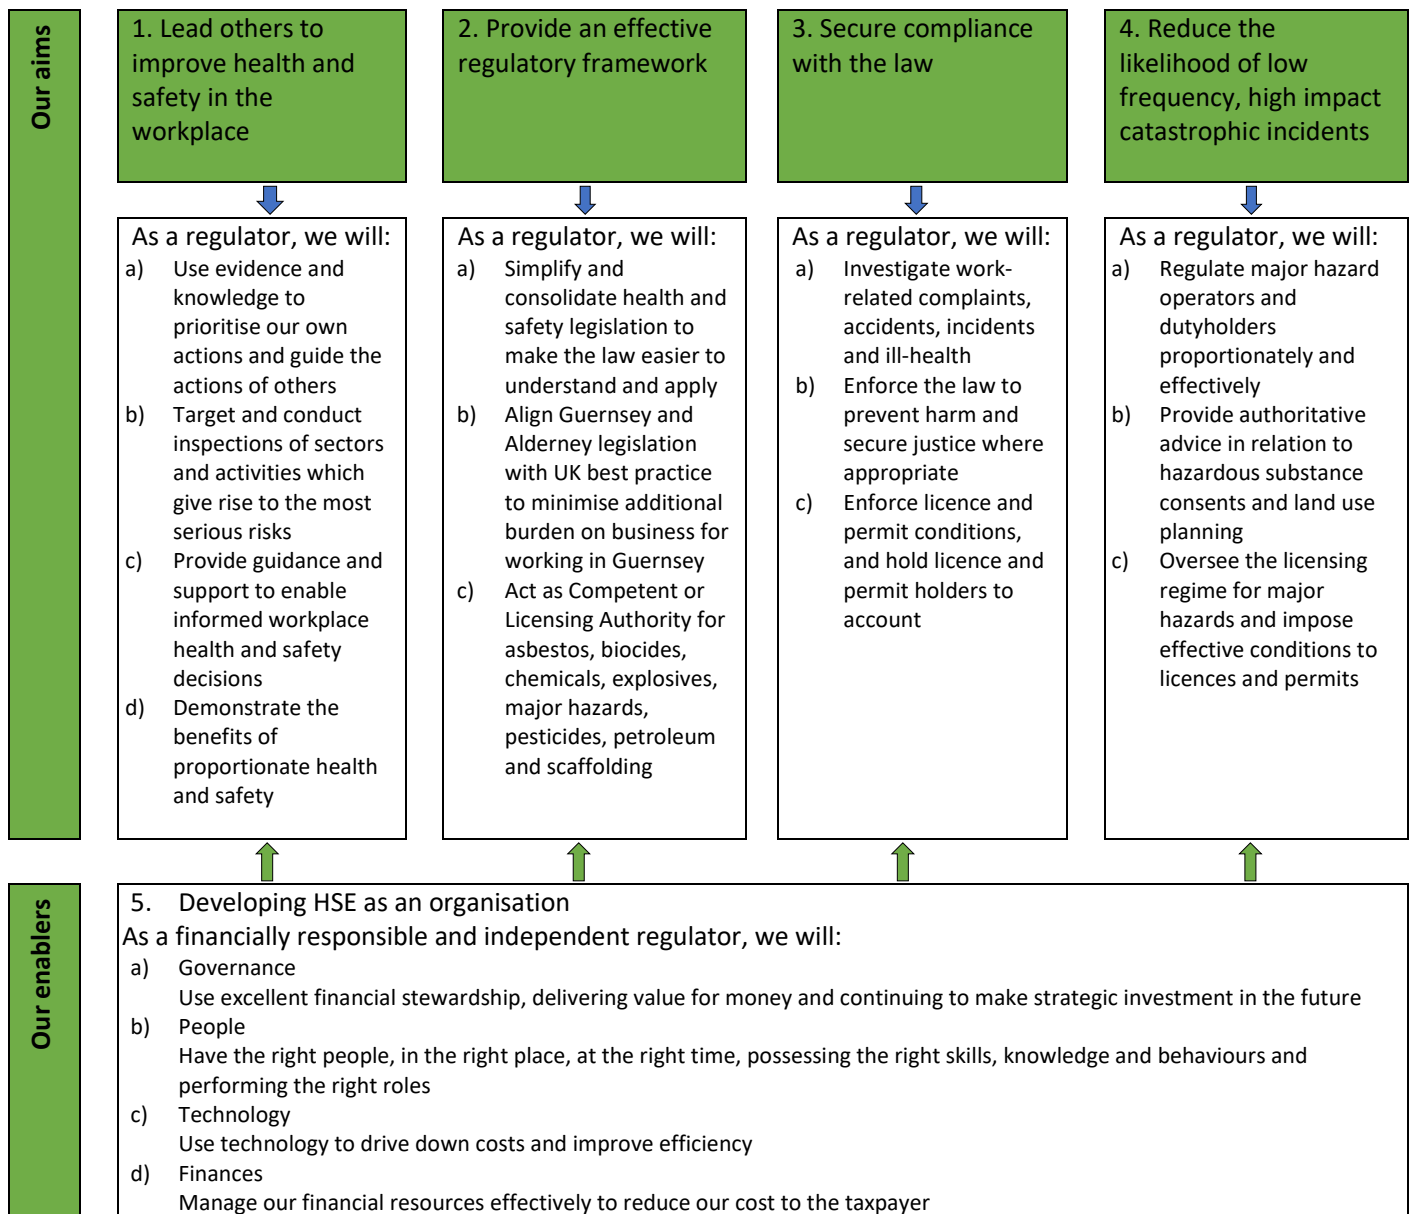 Our aims
1. Lead others to
improve health and
safety in the
workplace
2. Provide an effective
regulatory framework
3. Secure compliance
with the law
4. Reduce the
likelihood of low
frequency, high impact
catastrophic incidents
As a regulator, we will:
a) Use evidence and
knowledge to
prioritise our own
actions and guide the
actions of others
b) Target and conduct
inspections of sectors
and activities which
give rise to the most
serious risks
c) Provide guidance and
support to enable
informed workplace
health and safety
decisions
d) Demonstrate the
benefits of
proportionate health
and safety
As a regulator, we will:
a) Simplify and
consolidate health and
safety legislation to
make the law easier to
understand and apply
b) Align Guernsey and
Alderney legislation
with UK best practice
to minimise additional
burden on business for
working in Guernsey
c) Act as Competent or
Licensing Authority for
asbestos, biocides,
chemicals, explosives,
major hazards,
pesticides, petroleum
and scaffolding
As a regulator, we will:
a) Investigate work-
related complaints,
accidents, incidents
and ill-health
b) Enforce the law to
prevent harm and
secure justice where
appropriate
c) Enforce licence and
permit conditions,
and hold licence and
permit holders to
account
As a regulator, we will:
a) Regulate major hazard
operators and
dutyholders
proportionately and
effectively
b) Provide authoritative
advice in relation to
hazardous substance
consents and land use
planning
c) Oversee the licensing
regime for major
hazards and impose
effective conditions to
licences and permits
Our enablers
5. Developing HSE as an organisation
As a financially responsible and independent regulator, we will:
a) Governance
Use excellent financial stewardship, delivering value for money and continuing to make strategic investment in the future
b) People
Have the right people, in the right place, at the right time, possessing the right skills, knowledge and behaviours and
performing the right roles
c) Technology
Use technology to drive down costs and improve efficiency
d) Finances
Manage our financial resources effectively to reduce our cost to the taxpayer